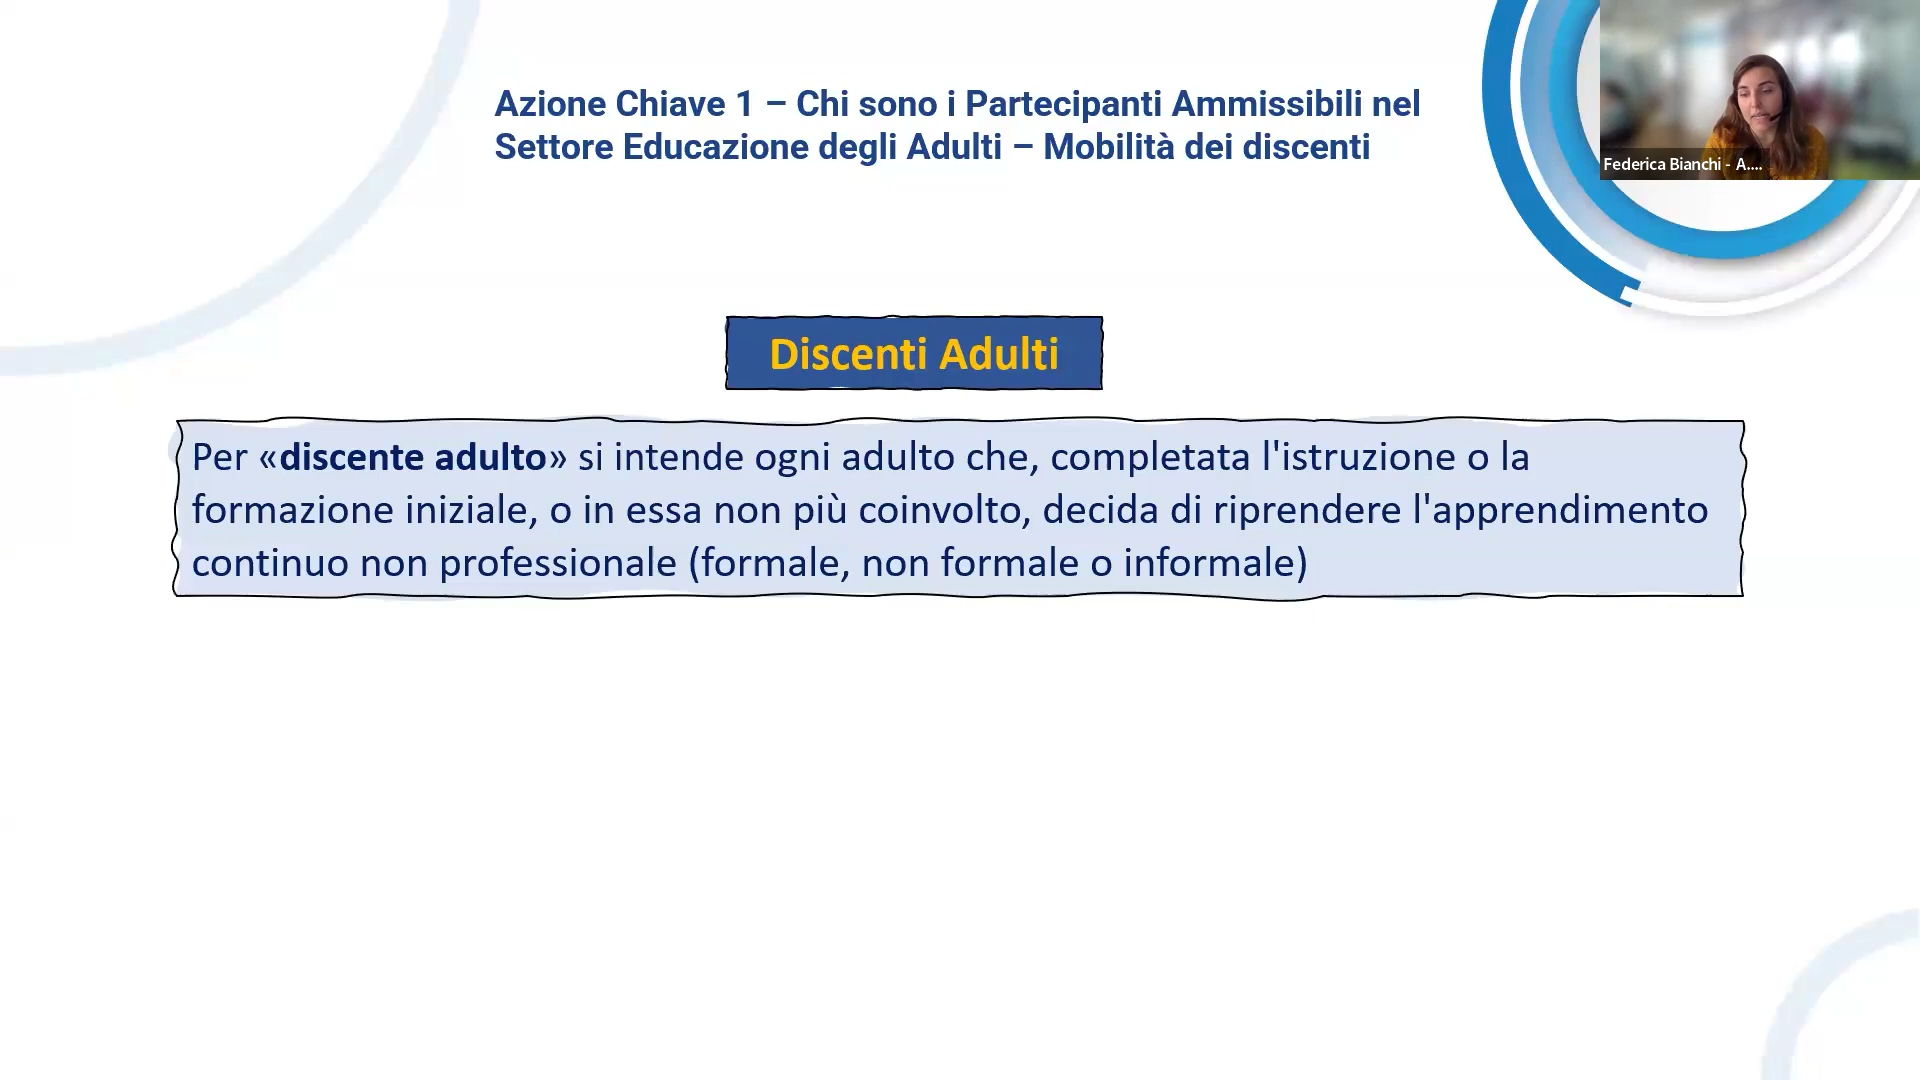 Azione Chiave 1 – Chi sono i Partecipanti Ammissibili nel
Settore Educazione degli Adulti – Mobilità dei discenti
Federica Bianchi - A....
Discenti Adulti
Per «discente adulto» si intende ogni adulto che, completata l'istruzione o la
formazione iniziale, o in essa non più coinvolto, decida di riprendere l'apprendimento
continuo non professionale (formale, non formale o informale)